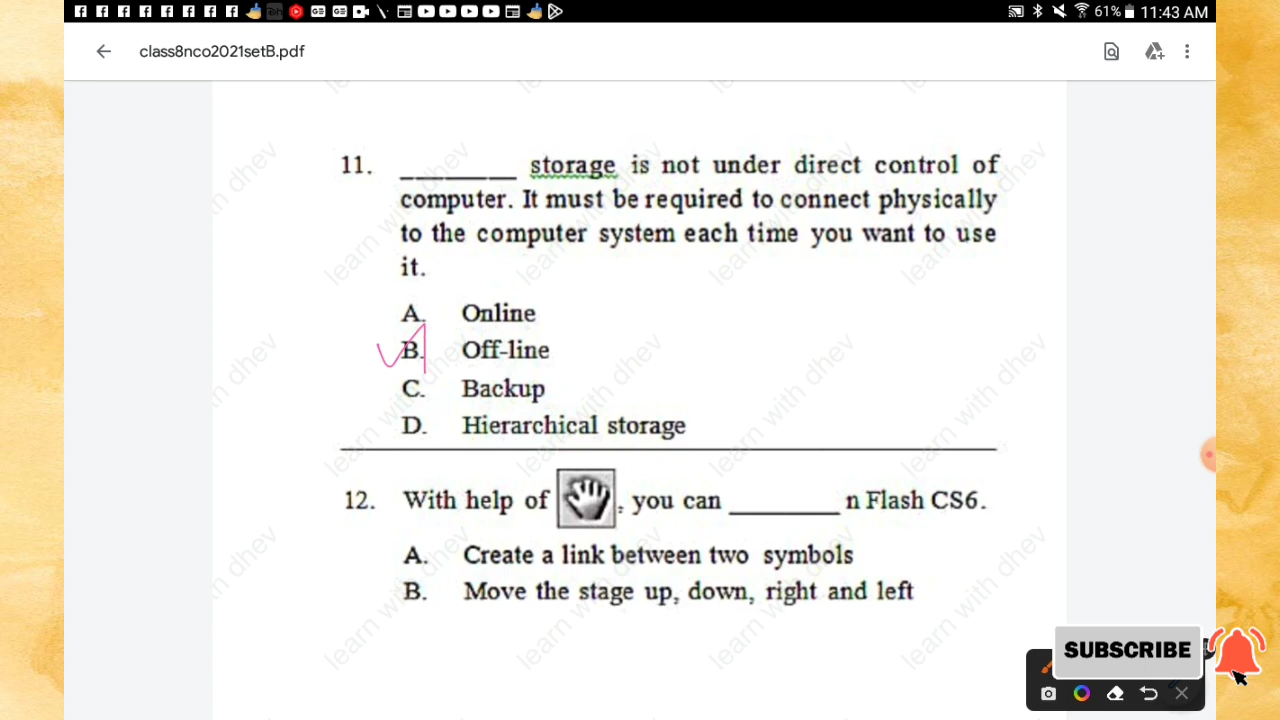 61% 11:43 AM
class8nco2021setB.pdf
11. ________ storage is not under direct control of
computer. It must be required to connect physically
to the computer system each time you want to use
it.
A. Online
B. Off-line
C. Backup
D. Hierarchical storage
12. With help of , you can ________ n Flash CS6.
A. Create a link between two symbols
B. Move the stage up, down, right and left
learn with dhev
SUBSCRIBE